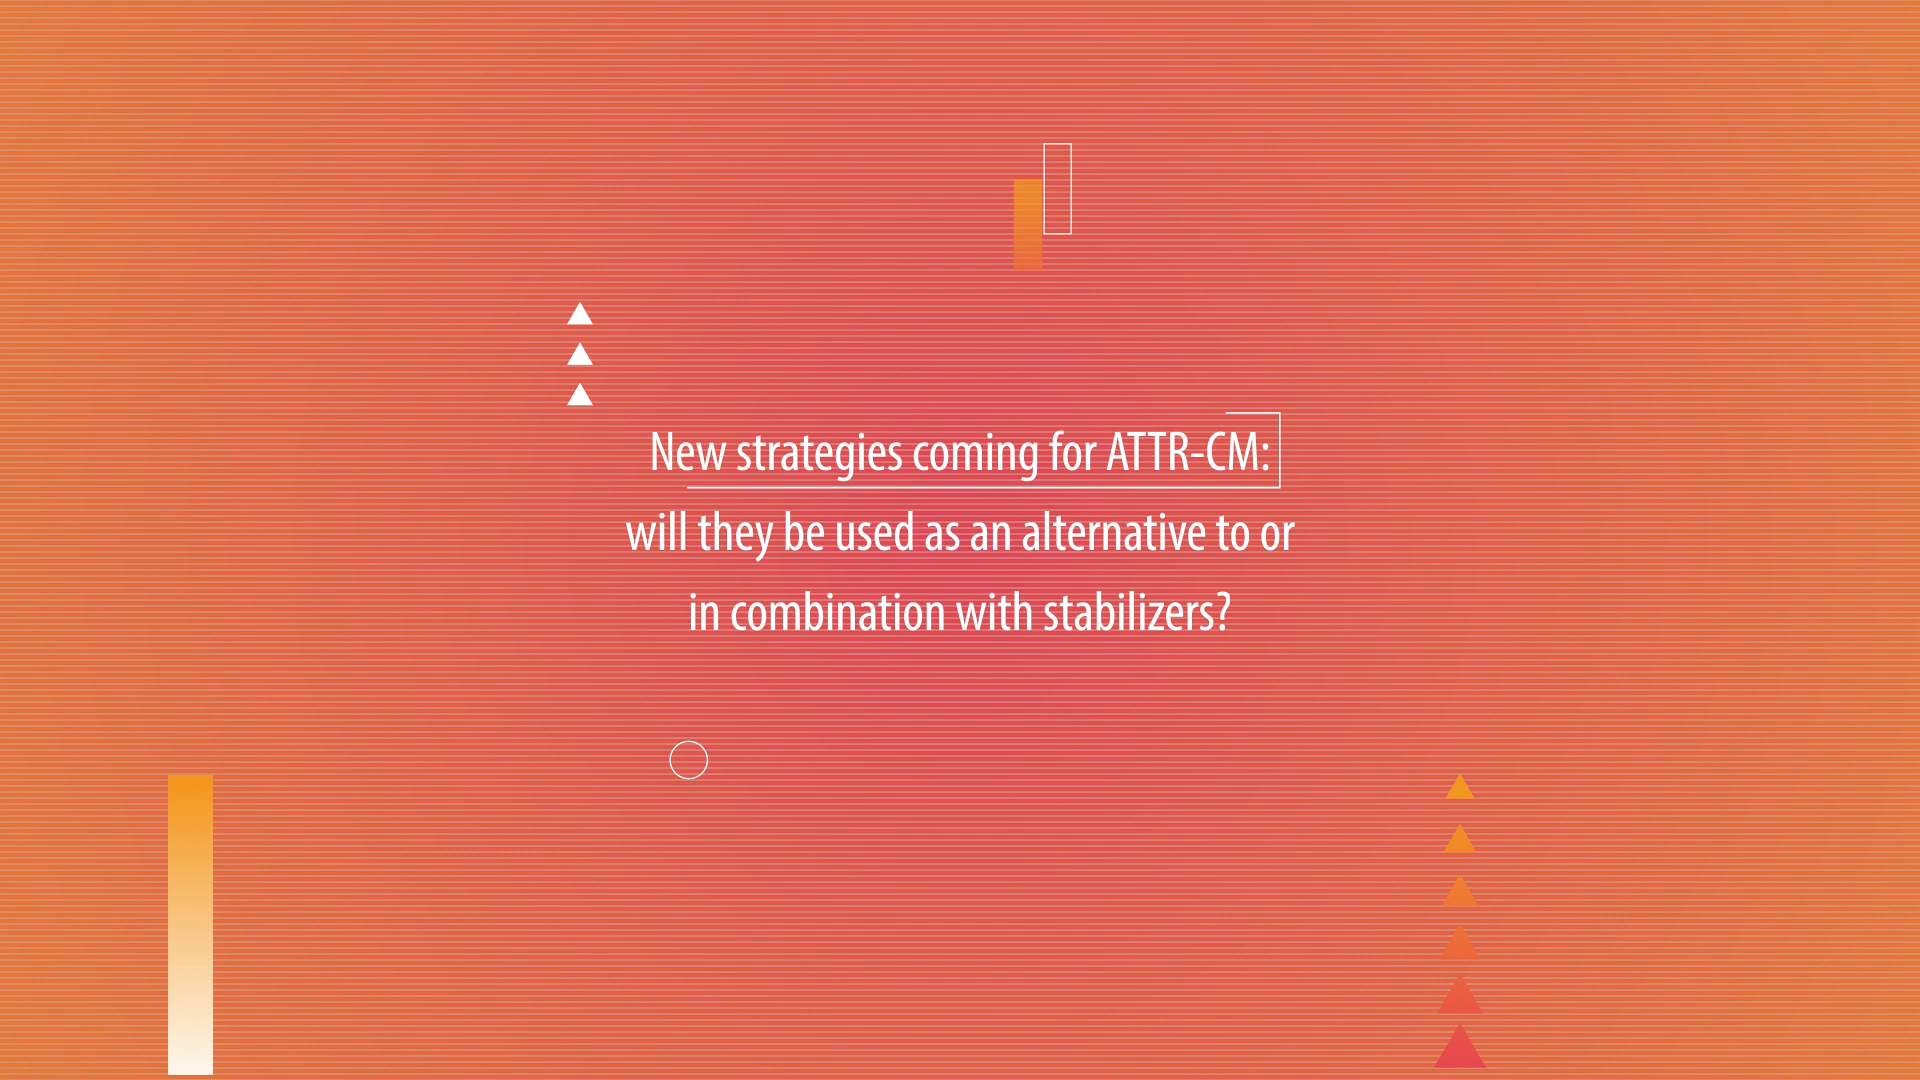 New strategies coming for ATTR-CM:
will they be used as an alternative to or
in combination with stabilizers?